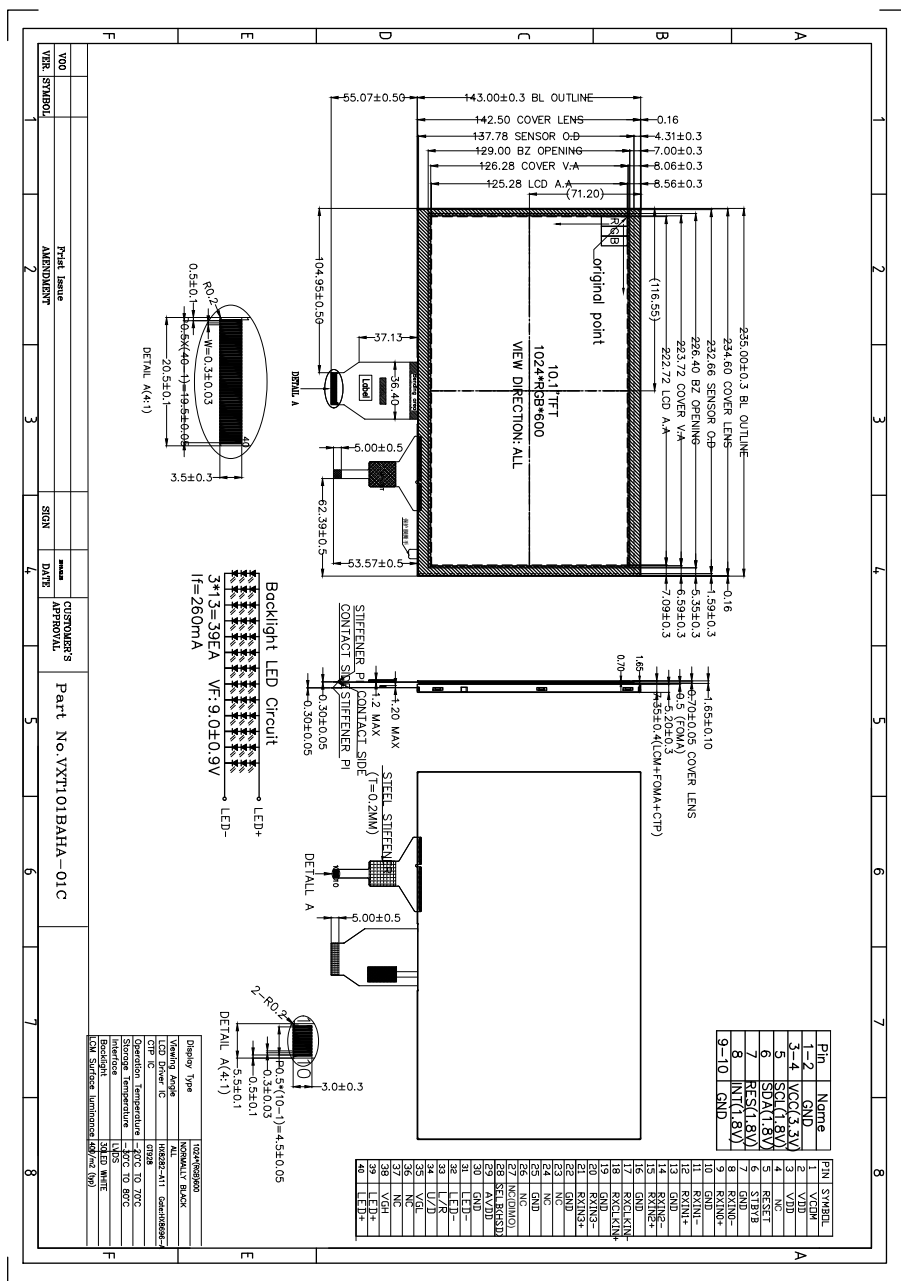 A
B
C
D
E
F
1
2
3
4
5
6
7
8
A
F
E
235.00±0.3 BL OUTLINE
234.60 COVER LENS
232.66 SENSOR O.D
226.40 BZ OPENING
223.72 COVER V.A
222.72 LCD A.A
(116.55)
0.16
1.59±0.3
5.35±0.3
6.59±0.3
7.09±0.3
143.00±0.3 BL OUTLINE
55.07±0.50
142.50 COVER LENS
0.16
137.78 SENSOR O.D
4.31±0.3
129.00 BZ OPENING
7.00±0.3
126.28 COVER V.A
8.06±0.3
125.28 LCD A.A
8.56±0.3
(71.20)
R G B
original point
10.1"TFT
1024*RGB*600
VIEW DIRECTION: ALL
104.95±0.50
37.13
36.40
Label
DETAIL A
5.00±0.5
62.39±0.5
53.57±0.5
0.5±0.1
R0.2
W=0.3±0.03
P0.5X(40-1)=19.5±0.05
20.5±0.1
40
3.5±0.3
DETAIL A(4:1)
1.65
0.70
1.65±0.10
0.70±0.05 COVER LENS
0.5 (FOMA)
5.20±0.3
7.35±0.4(LCM+FOMA+CTP)
1.20 MAX
1.2 MAX
0.30±0.05
0.30±0.05
STIFFENER PI
CONTACT SIDE
CONTACT SIDE
STIFFENER PI
STEEL STIFFENER
(T=0.2MM)
Backlight LED Circuit
LED+
LED-
3*13=39EA VF: 9.0±0.9V
If=260mA
DETAIL A
5.00±0.5
2-R0.2
10
P0.5*(10-1)=4.5±0.05
0.3±0.03
0.5±0.1
5.5±0.1
3.0±0.3
DETAIL A(4:1)
Pin Name
1-2 GND
3-4 VCC(3.3V)
5 SCL(1.8V)
6 SDA(1.8V)
7 RES(1.8V)
8 INT(1.8V)
9-10 GND
PIN SYMBOL
1 VCOM
2 VDD
3 VDD
4 NC
5 RESET
6 STBYB
7 GND
8 RXIN0-
9 RXIN0+
10 GND
11 RXIN1-
12 RXIN1+
13 GND
14 RXIN2-
15 RXIN2+
16 GND
17 RXCLKIN-
18 RXCLKIN+
19 GND
20 RXIN3-
21 RXIN3+
22 GND
23 NC
24 NC
25 GND
26 NC
27 NC(DIMO)
28 SELB(HSD)
29 AVDD
30 GND
31 LED-
32 LED-
33 L/R
34 U/D
35 VGL
36 NC
37 NC
38 VGH
39 LED+
40 LED+
Display Type 1024*(RGB)*600 NORMALLY BLACK
Viewing Angle ALL
CTP IC GT928
Operation Temperature -20°C TO 70°C
Storage Temperature -30°C TO 80°C
Interface LVDS
Backlight
V00 Frist Issue
VER. SYMBOL AMENDMENT SIGN DATE
CUSTOMER'S
APPROVAL
Part No.VXT101BAHA-01C